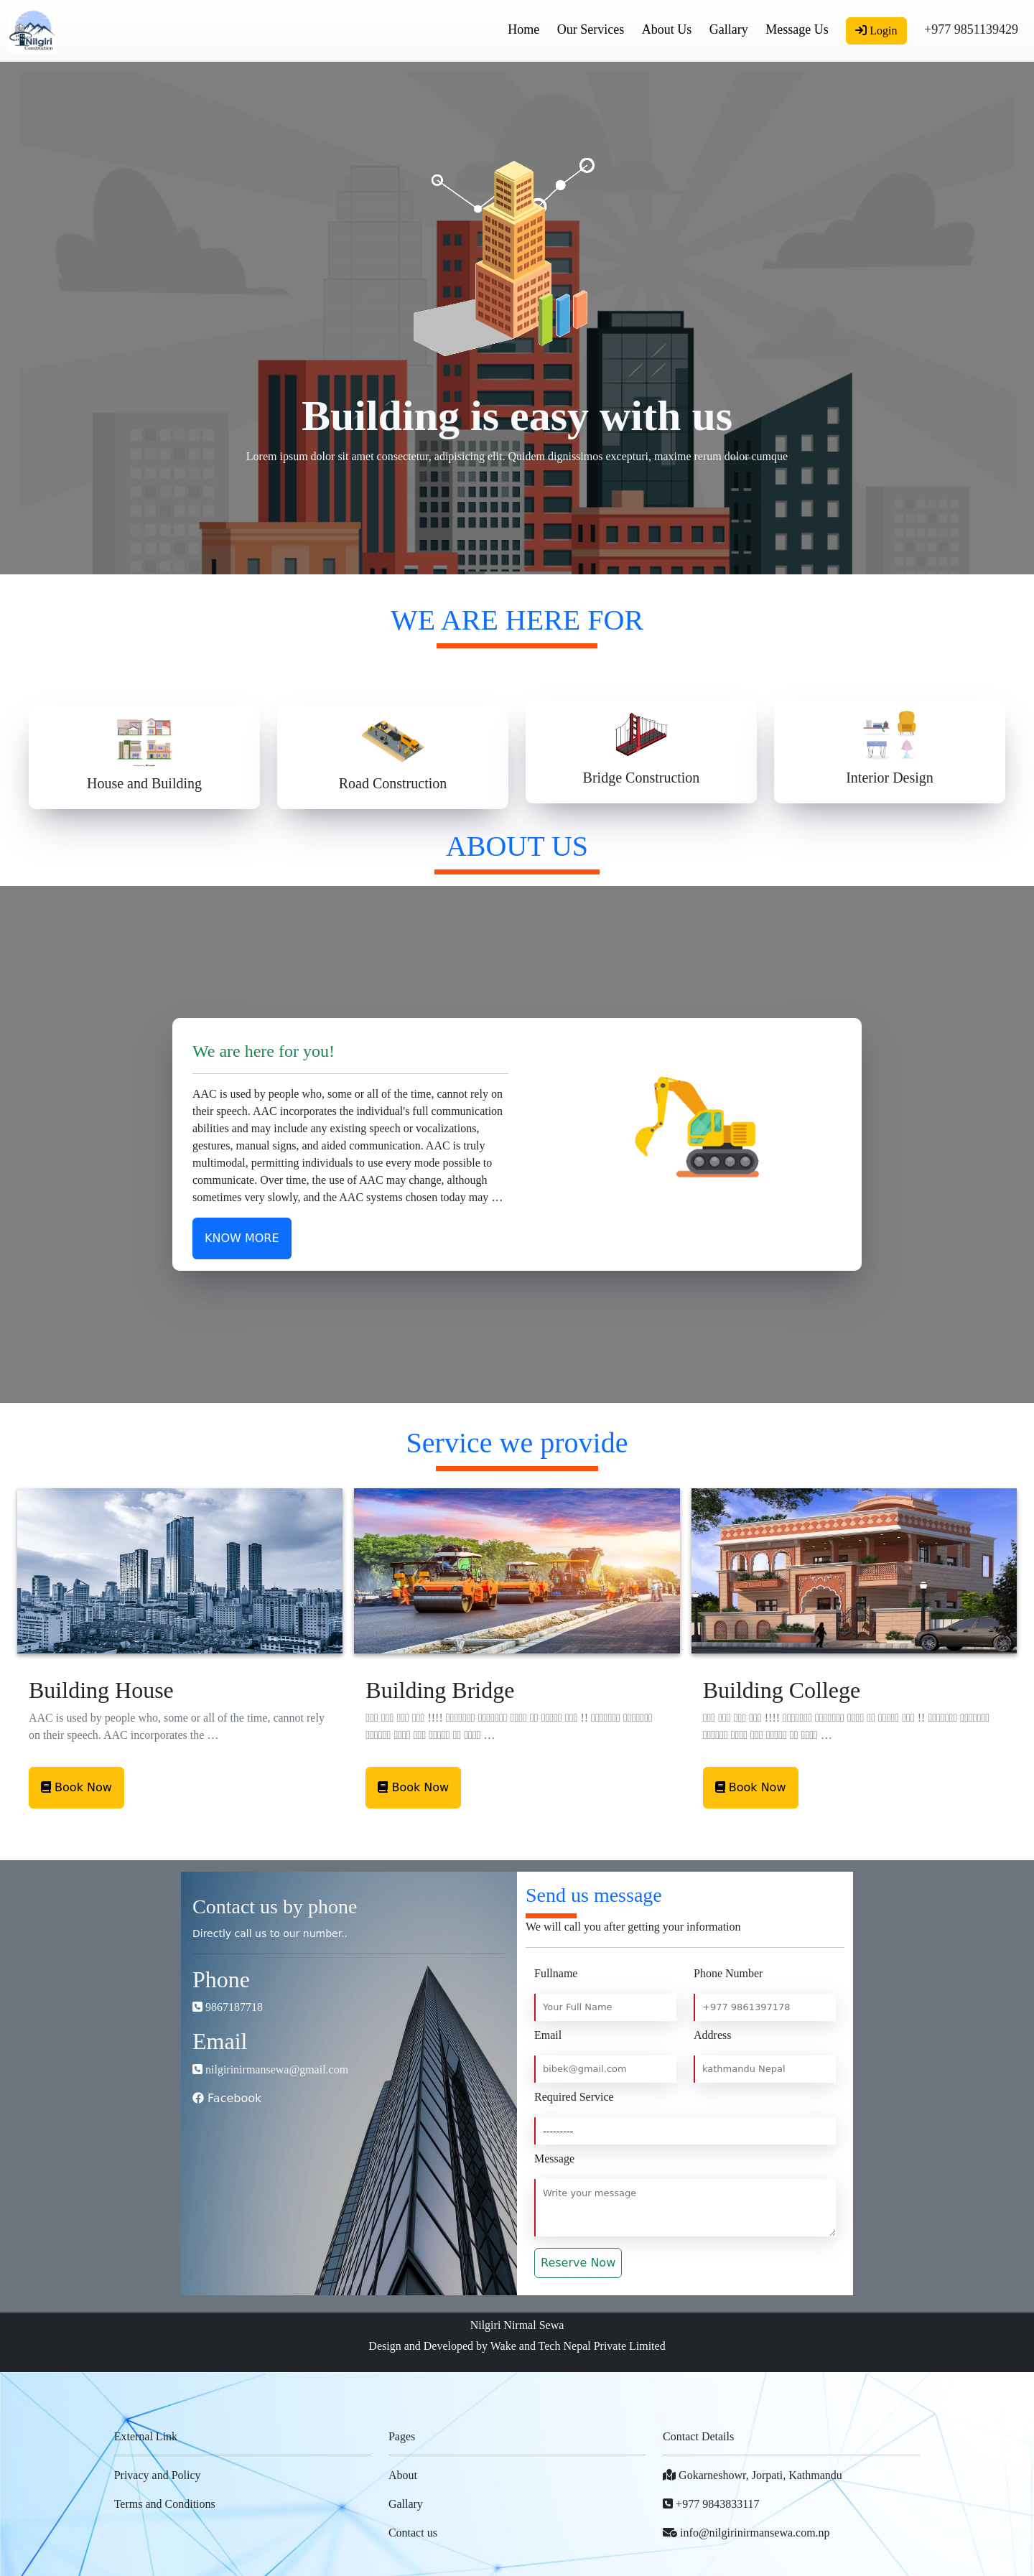 Nilgiri
Construction
Home
Our Services
About Us
Gallary
Message Us
Login
+977 9851139429
Building is easy with us
Lorem ipsum dolor sit amet consectetur, adipisicing elit. Quidem dignissimos excepturi, maxime rerum dolor cumque
WE ARE HERE FOR
House and Building
Road Construction
Bridge Construction
Interior Design
ABOUT US
We are here for you!
AAC is used by people who, some or all of the time, cannot rely on
their speech. AAC incorporates the individual's full communication
abilities and may include any existing speech or vocalizations,
gestures, manual signs, and aided communication. AAC is truly
multimodal, permitting individuals to use every mode possible to
communicate. Over time, the use of AAC may change, although
sometimes very slowly, and the AAC systems chosen today may …
KNOW MORE
Service we provide
Building House
AAC is used by people who, some or all of the time, cannot rely
on their speech. AAC incorporates the …
Book Now
Building Bridge
!!!! !!
…
Book Now
Building College
!!!! !!
…
Book Now
Contact us by phone
Directly call us to our number..
Phone
9867187718
Email
nilgirinirmansewa@gmail.com
Facebook
Send us message
We will call you after getting your information
Fullname
Phone Number
Your Full Name
+977 9861397178
Email
Address
bibek@gmail.com
kathmandu Nepal
Required Service
---------
Message
Write your message
Reserve Now
Nilgiri Nirmal Sewa
Design and Developed by Wake and Tech Nepal Private Limited
External Link
Privacy and Policy
Terms and Conditions
Pages
About
Gallary
Contact us
Contact Details
Gokarneshowr, Jorpati, Kathmandu
+977 9843833117
info@nilgirinirmansewa.com.np